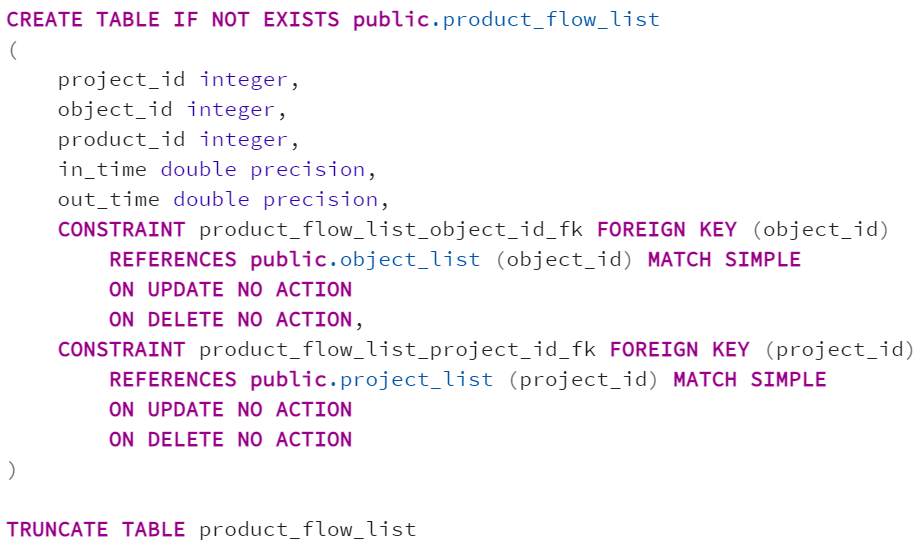 CREATE TABLE IF NOT EXISTS public.product_flow_list
(
    project_id integer,
    object_id integer,
    product_id integer,
    in_time double precision,
    out_time double precision,
    CONSTRAINT product_flow_list_object_id_fk FOREIGN KEY (object_id)
        REFERENCES public.object_list (object_id) MATCH SIMPLE
        ON UPDATE NO ACTION
        ON DELETE NO ACTION,
    CONSTRAINT product_flow_list_project_id_fk FOREIGN KEY (project_id)
        REFERENCES public.project_list (project_id) MATCH SIMPLE
        ON UPDATE NO ACTION
        ON DELETE NO ACTION
)

TRUNCATE TABLE product_flow_list